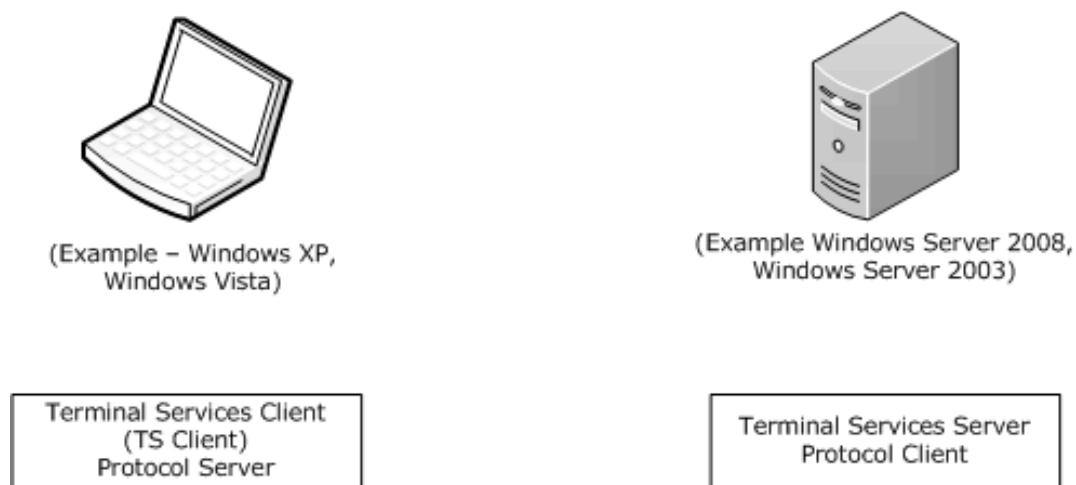 (Example – Windows XP,
Windows Vista)
(Example Windows Server 2008,
Windows Server 2003)
Terminal Services Client
(TS Client)
Protocol Server
Terminal Services Server
Protocol Client